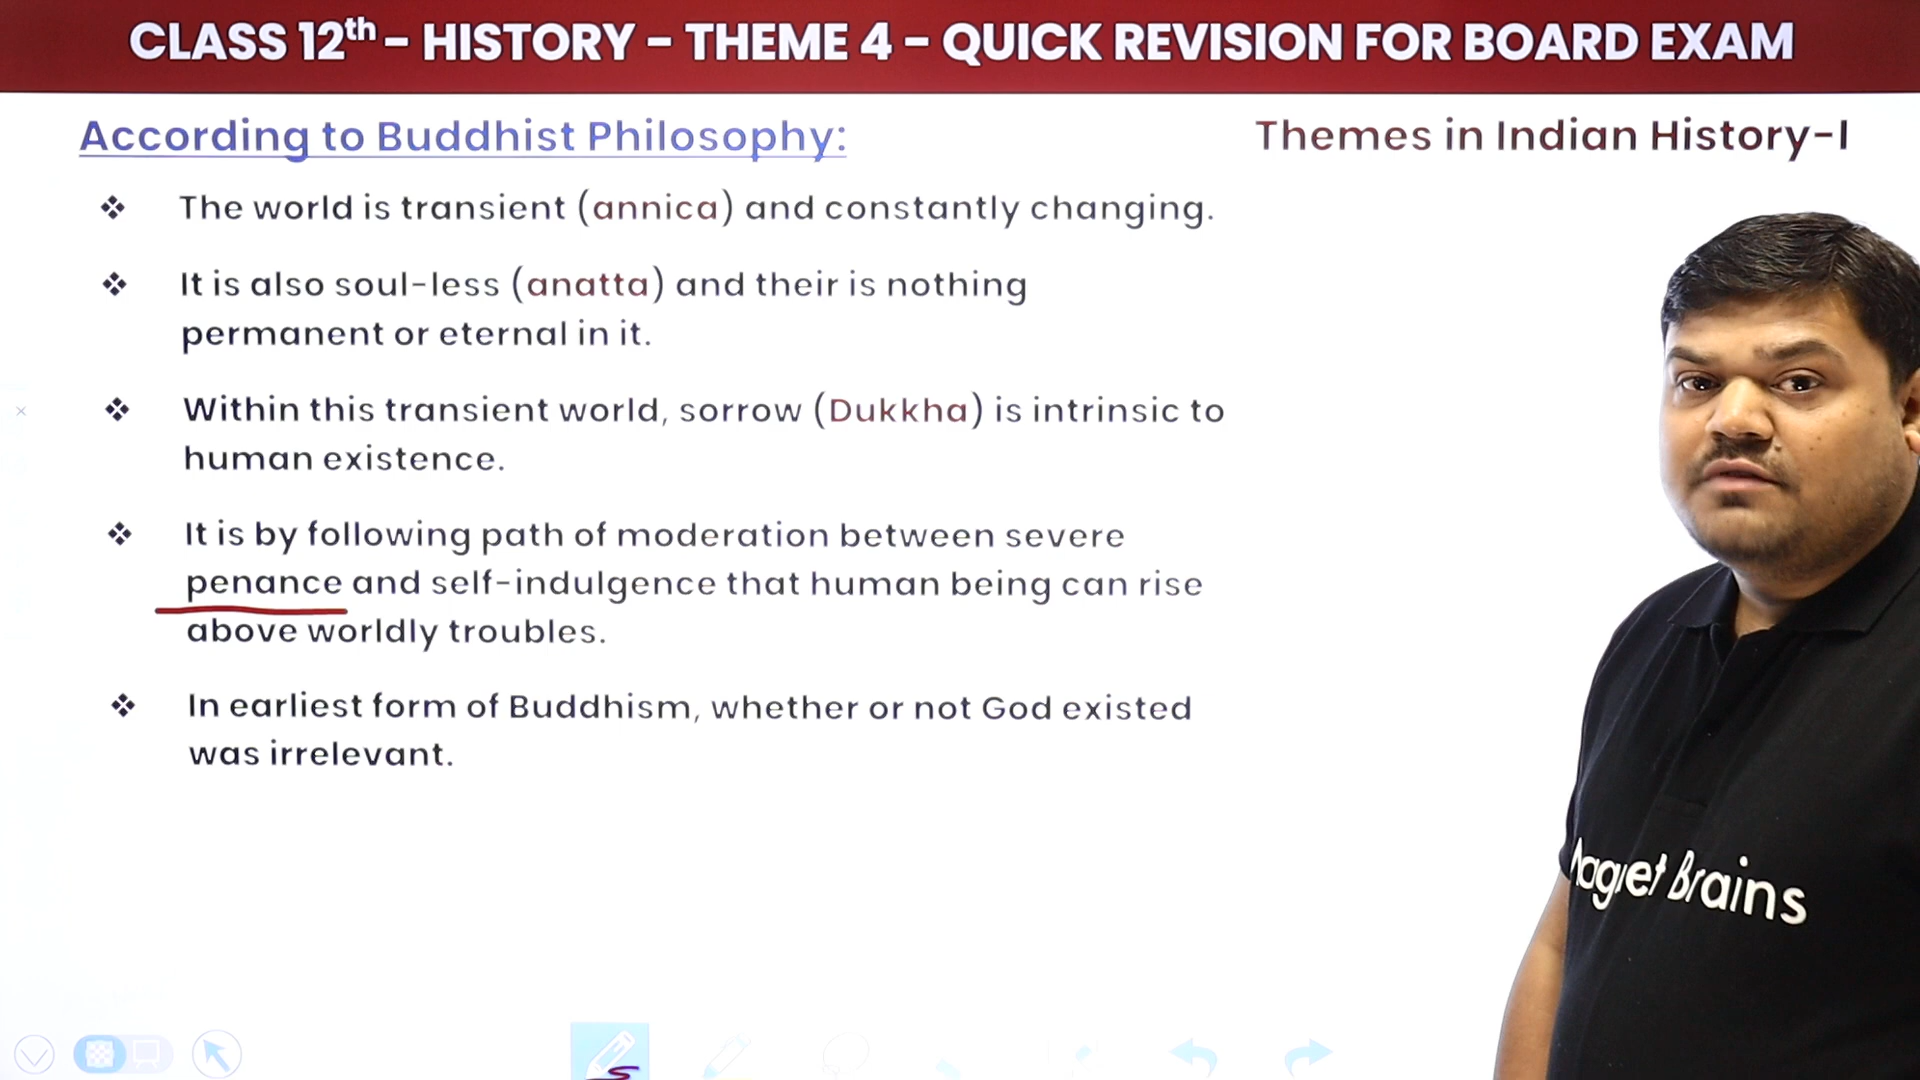 CLASS 12th – HISTORY – THEME 4 – QUICK REVISION FOR BOARD EXAM
According to Buddhist Philosophy:
Themes in Indian History-I
❖ The world is transient (annica) and constantly changing.
❖ It is also soul-less (anatta) and their is nothing
permanent or eternal in it.
❖ Within this transient world, sorrow (Dukkha) is intrinsic to
human existence.
❖ It is by following path of moderation between severe
penance and self-indulgence that human being can rise
above worldly troubles.
❖ In earliest form of Buddhism, whether or not God existed
was irrelevant.
Magnet Brains